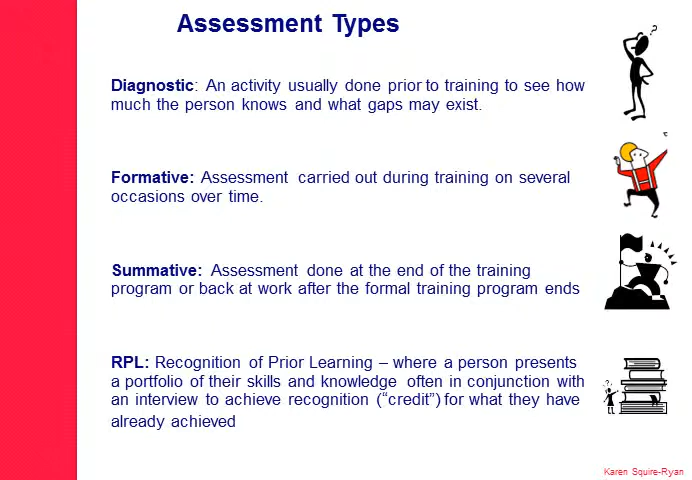 Assessment Types
Diagnostic: An activity usually done prior to training to see how
much the person knows and what gaps may exist.
Formative: Assessment carried out during training on several
occasions over time.
Summative: Assessment done at the end of the training
program or back at work after the formal training program ends
RPL: Recognition of Prior Learning – where a person presents
a portfolio of their skills and knowledge often in conjunction with
an interview to achieve recognition (“credit”) for what they have
already achieved
Karen Squire-Ryan